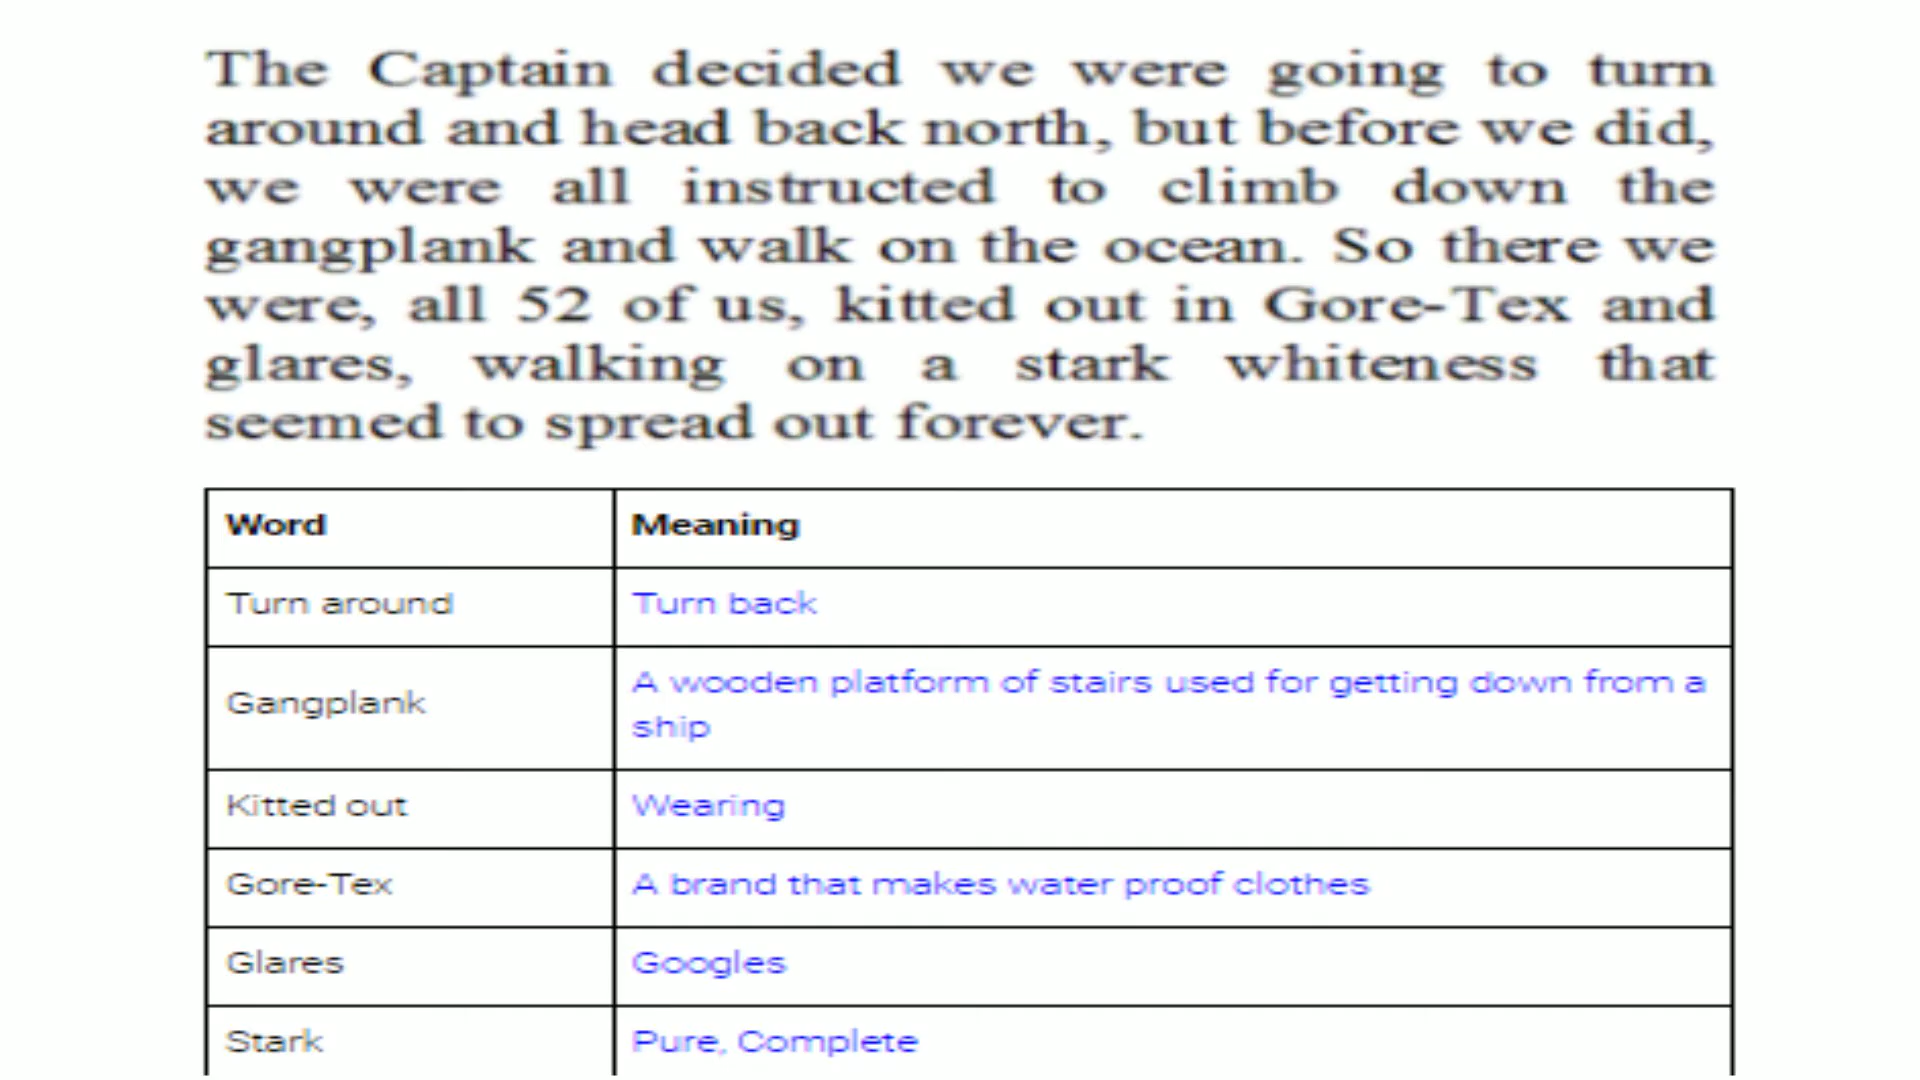 The Captain decided we were going to turn
around and head back north, but before we did,
we were all instructed to climb down the
gangplank and walk on the ocean. So there we
were, all 52 of us, kitted out in Gore-Tex and
glares, walking on a stark whiteness that
seemed to spread out forever.
Word Meaning
Turn around Turn back
Gangplank A wooden platform of stairs used for getting down from a
ship
Kitted out Wearing
Gore-Tex A brand that makes water proof clothes
Glares Googles
Stark Pure, Complete